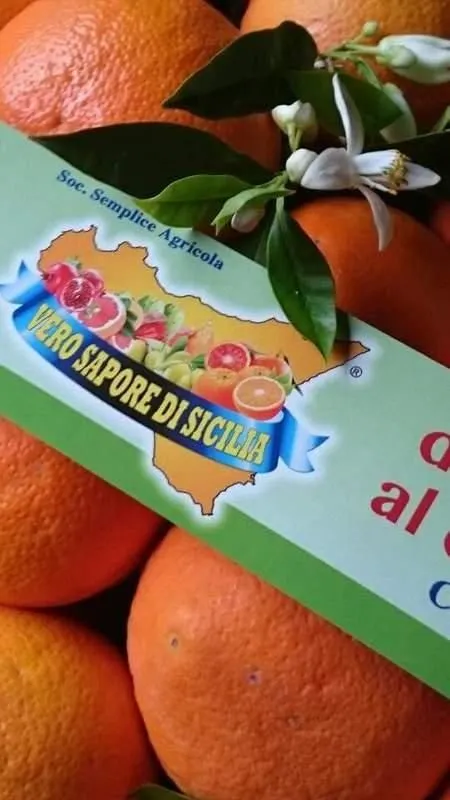 Soc. Semplice Agricola
VERO SAPORE DI SICILIA
®
al